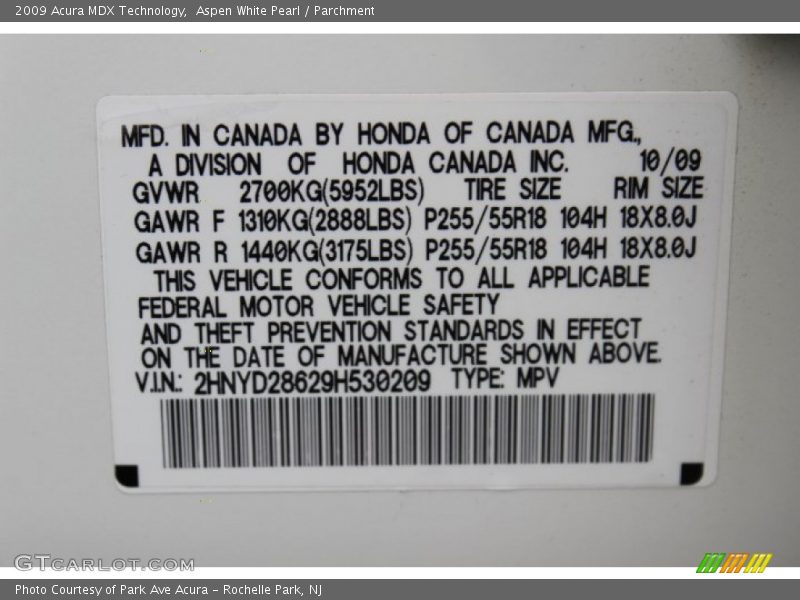 2009 Acura MDX Technology, Aspen White Pearl / Parchment
MFD. IN CANADA BY HONDA OF CANADA MFG.,
A DIVISION OF HONDA CANADA INC. 10/09
GVWR 2700KG(5952LBS) TIRE SIZE RIM SIZE
GAWR F 1310KG(2888LBS) P255/55R18 104H 18X8.0J
GAWR R 1440KG(3175LBS) P255/55R18 104H 18X8.0J
THIS VEHICLE CONFORMS TO ALL APPLICABLE
FEDERAL MOTOR VEHICLE SAFETY
AND THEFT PREVENTION STANDARDS IN EFFECT
ON THE DATE OF MANUFACTURE SHOWN ABOVE.
V.I.N.: 2HNYD28629H530209 TYPE: MPV
GTCARLOT.COM
Photo Courtesy of Park Ave Acura - Rochelle Park, NJ